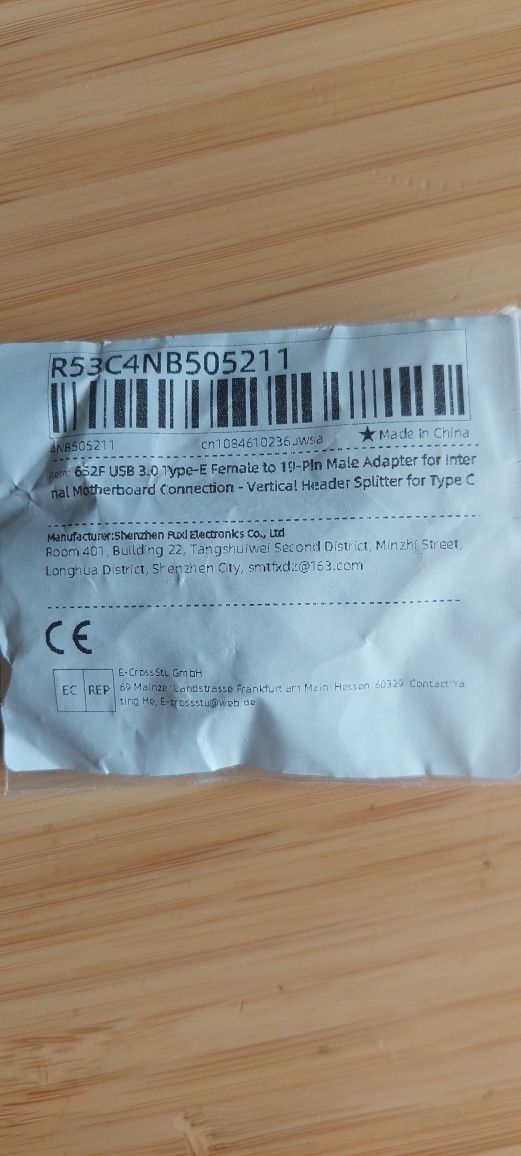 R53C4NB505211
4NB505211 cn1084610236uwsa ★Made in China
Item: 652F USB 3.0 Type-E Female to 19-Pin Male Adapter for Inter
nal Motherboard Connection - Vertical Header Splitter for Type C
Manufacturer:Shenzhen Electronics Co., Ltd
Room 401, Building 22, Tangshuiwei Second District, Minzhi Street,
Longhua District, Shenzhen City,
CE
E-CrossStu GmbH
EC REP
69 Mainzer Landstrasse Frankfurt am Main Hessen 60329 Contact:Ya
ting He, E-crossstu@web.de